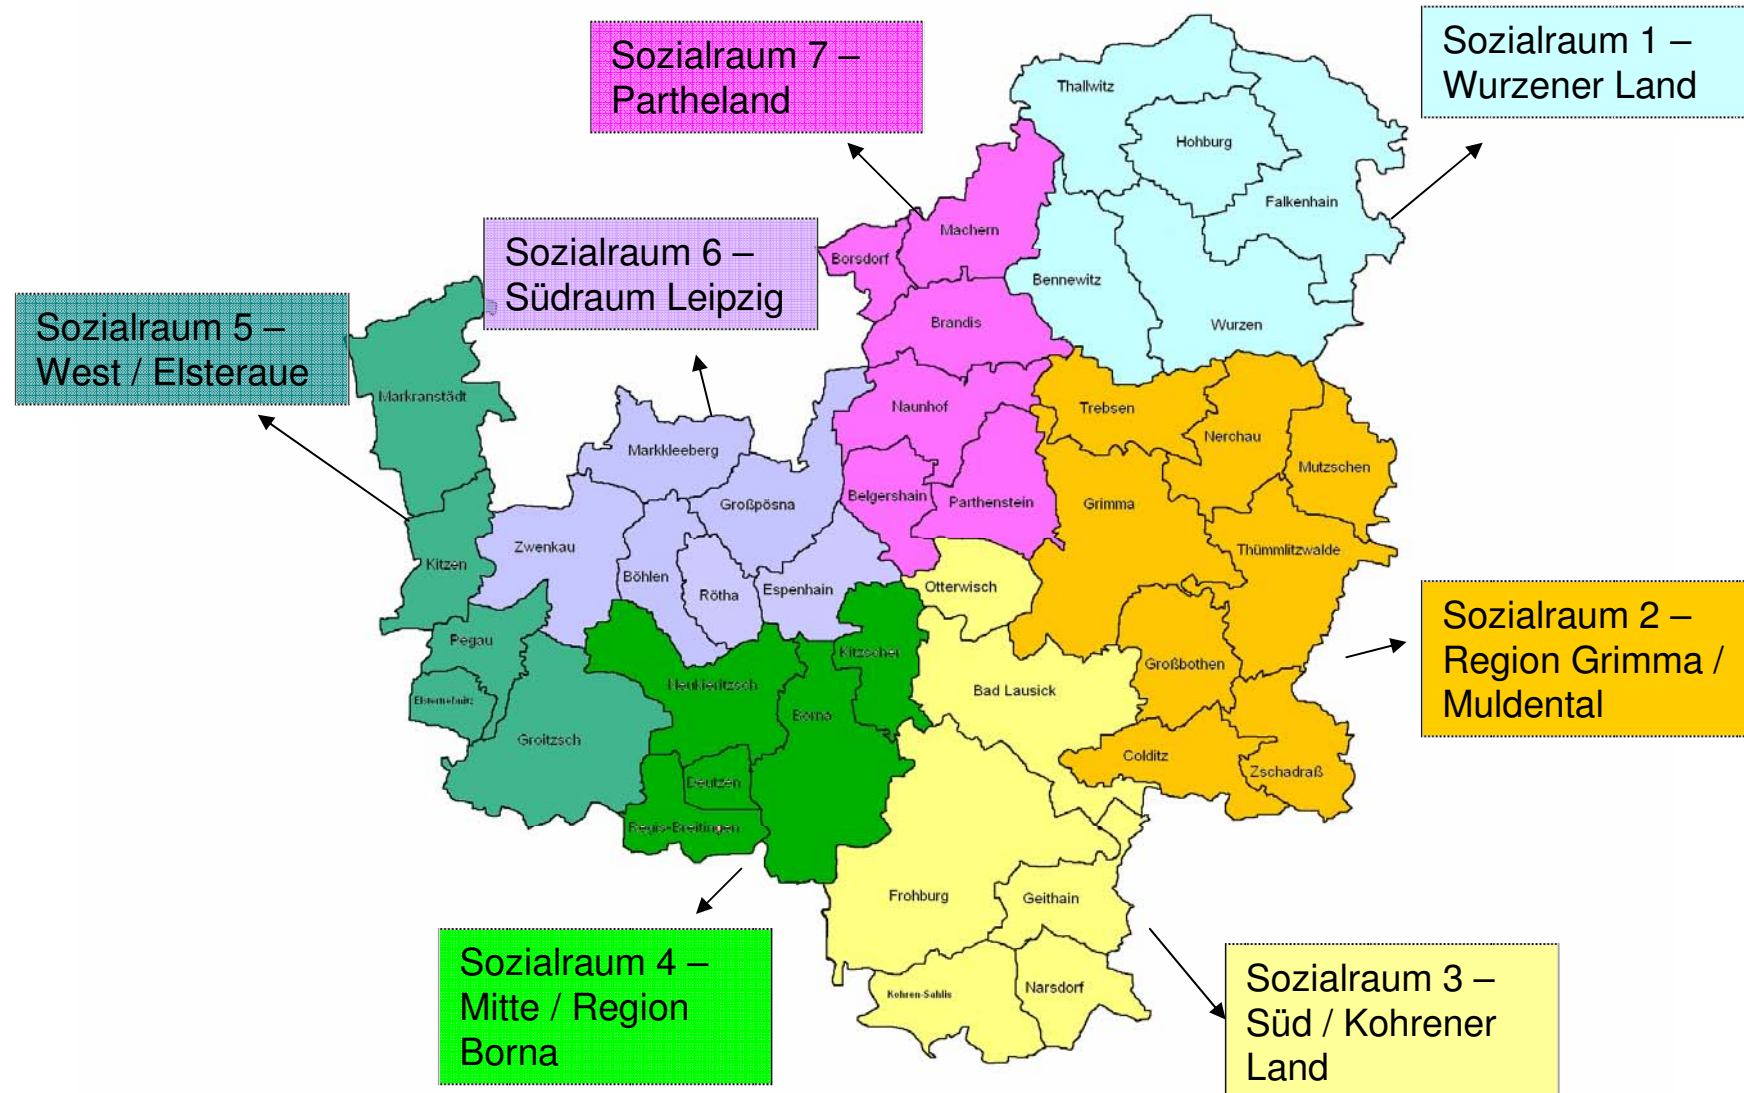 Sozialraum 7 –
Partheland
Sozialraum 1 –
Wurzener Land
Sozialraum 6 –
Südraum Leipzig
Sozialraum 5 –
West / Elsteraue
Sozialraum 2 –
Region Grimma /
Muldental
Sozialraum 4 –
Mitte / Region
Borna
Sozialraum 3 –
Süd / Kohrener
Land
Thallwitz
Hohburg
Falkenhain
Machern
Borsdorf
Bennewitz
Brandis
Wurzen
Markranstädt
Naunhof
Trebsen
Nerchau
Markkleeberg
Mutzschen
Großpösna
Belgershain
Parthenstein
Grimma
Zwenkau
Thümmlitzwalde
Kitzen
Böhlen
Rötha
Espenhain
Otterwisch
Pegau
Kitzscher
Großbothen
Neukieritzsch
Bad Lausick
Elstertrebnitz
Borna
Groitzsch
Colditz
Zschadraß
Deutzen
Regis-Breitingen
Frohburg
Geithain
Kohren-Sahlis
Narsdorf